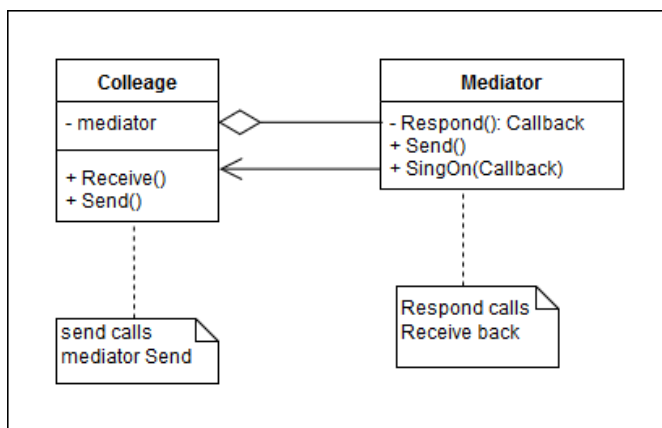 Colleage
- mediator
+ Receive()
+ Send()
Mediator
- Respond(): Callback
+ Send()
+ SingOn(Callback)
send calls
mediator Send
Respond calls
Receive back